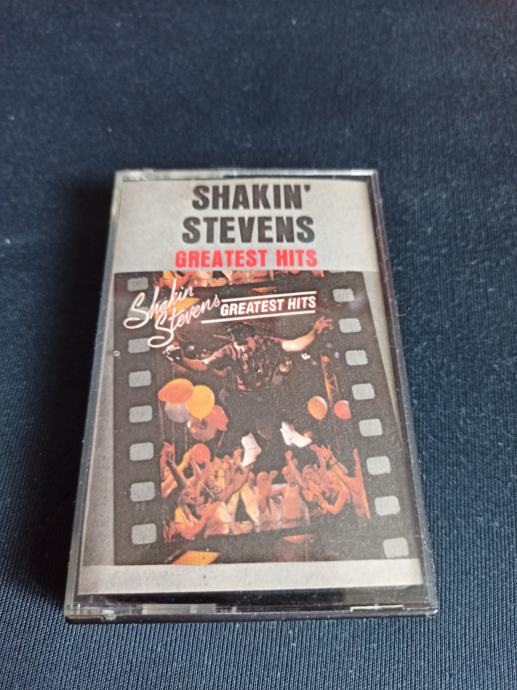 SHAKIN'
STEVENS
GREATEST HITS
Shakin'
Stevens GREATEST HITS